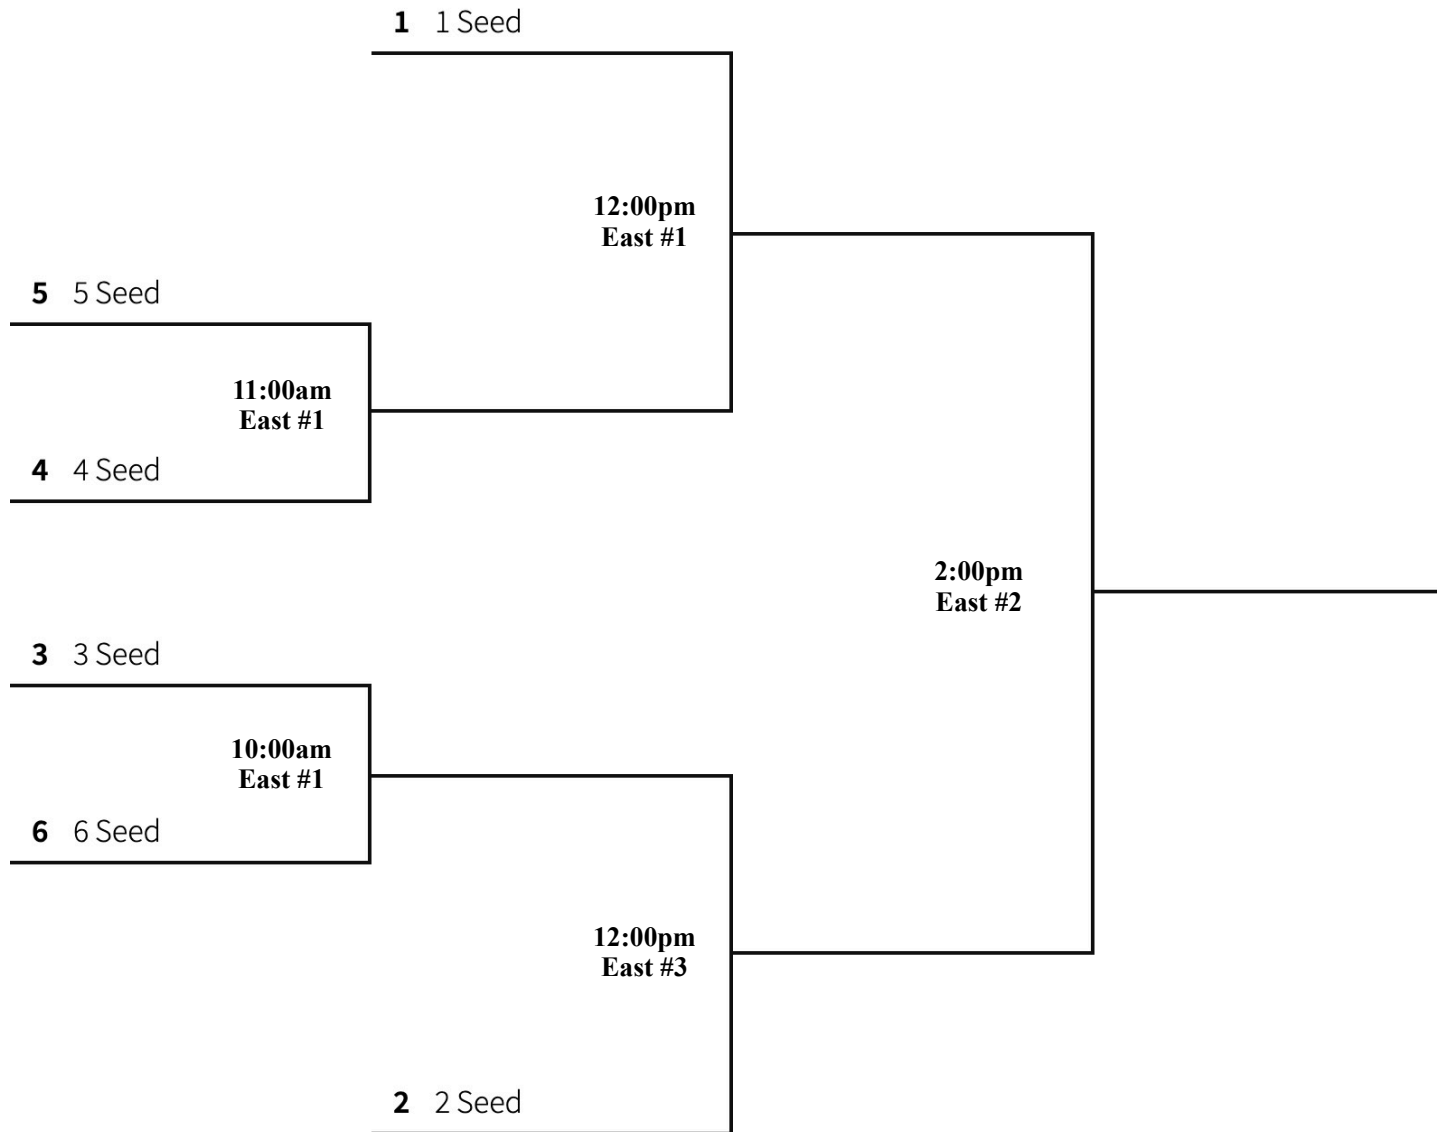 1 1 Seed
12:00pm
East #1
5 5 Seed
11:00am
East #1
4 4 Seed
2:00pm
East #2
3 3 Seed
10:00am
East #1
6 6 Seed
12:00pm
East #3
2 2 Seed